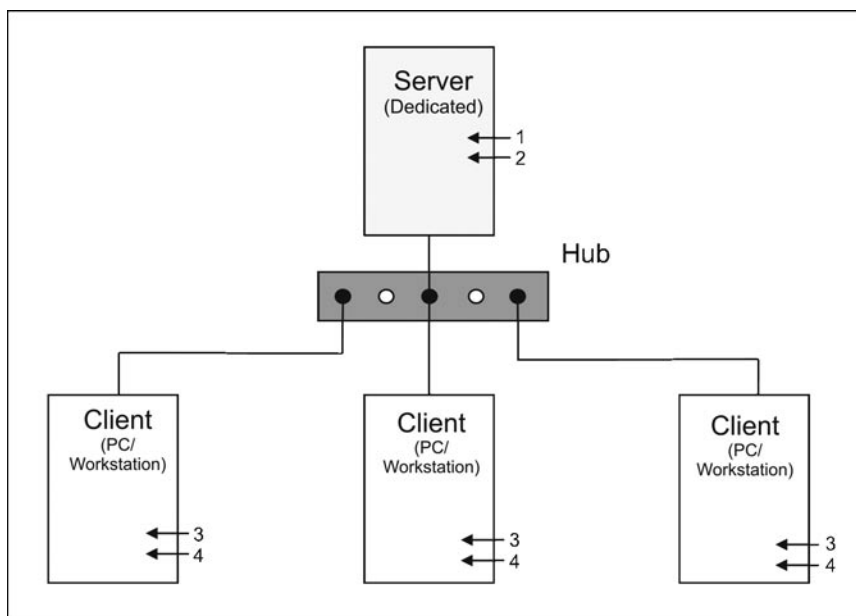 Server
(Dedicated)
1
2
Hub
Client
(PC/
Workstation)
3
4
Client
(PC/
Workstation)
3
4
Client
(PC/
Workstation)
3
4